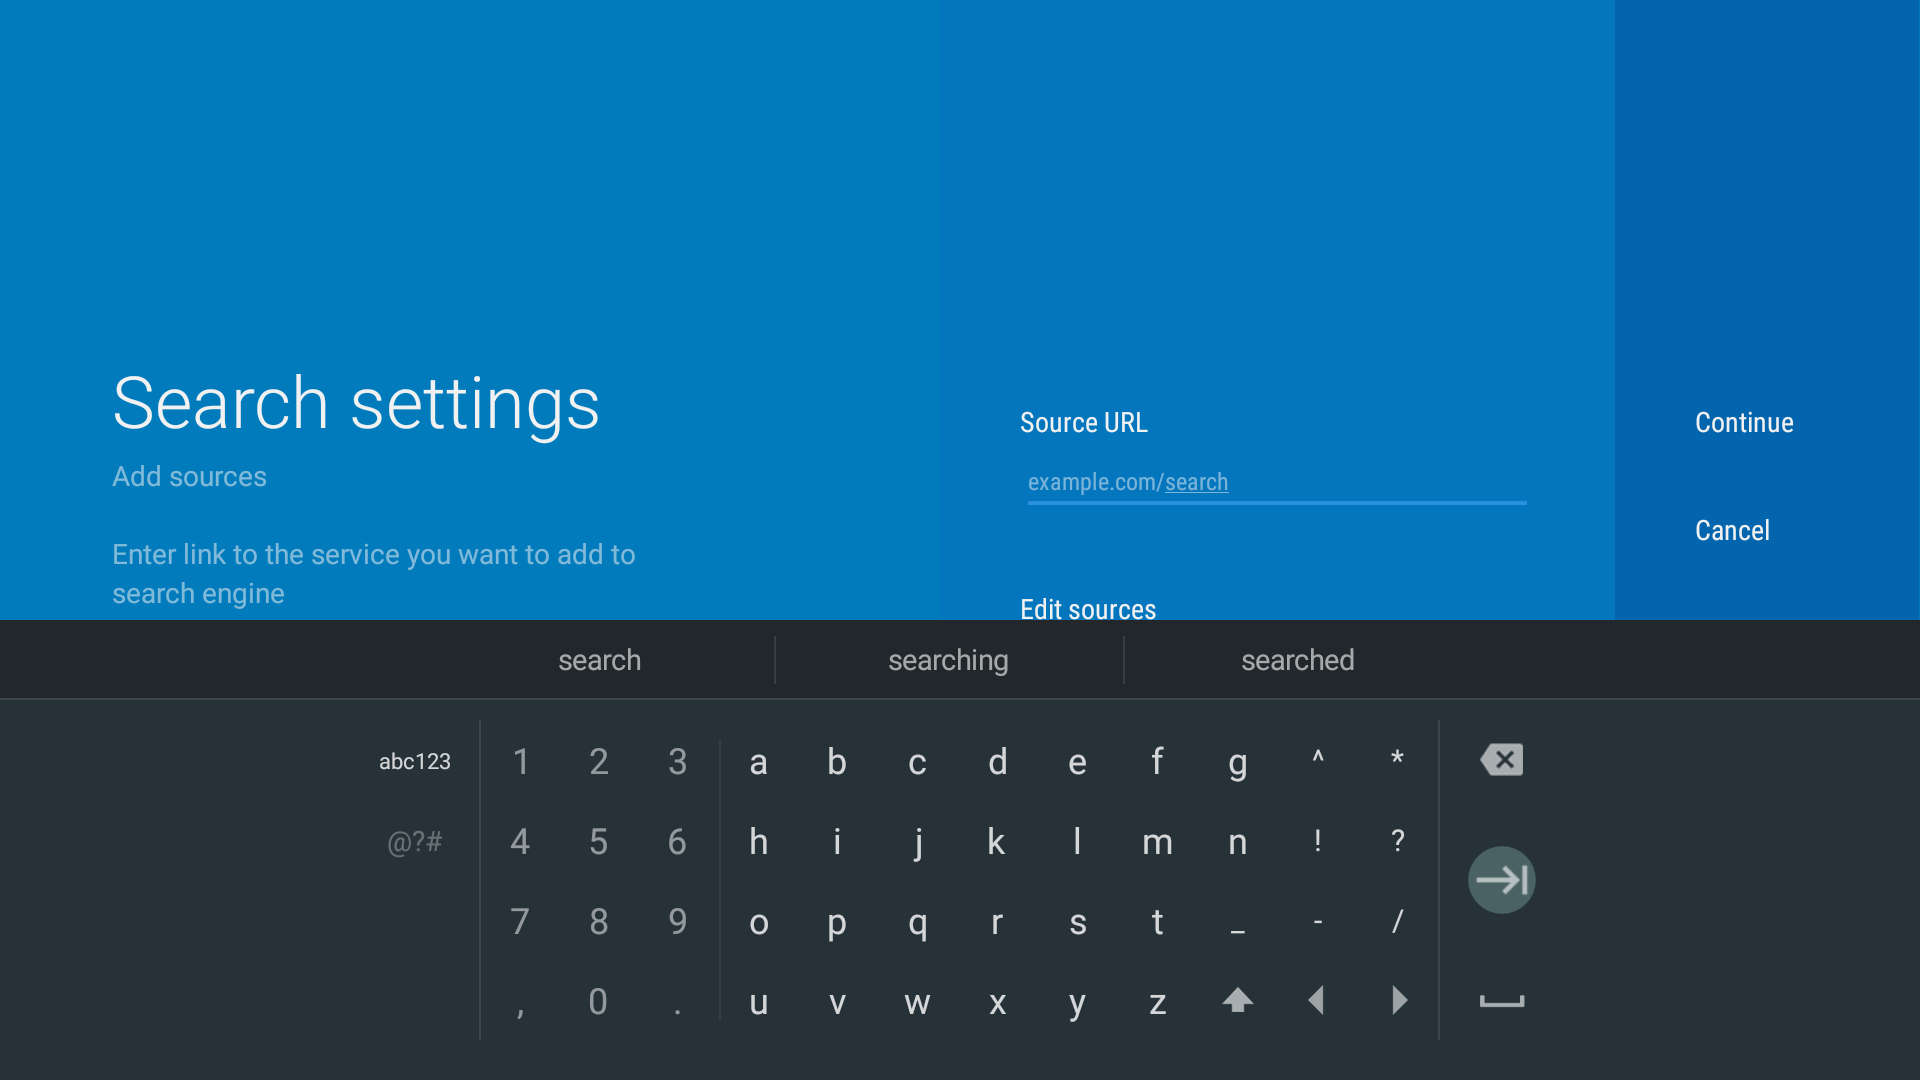 Search settings
Add sources
Enter link to the service you want to add to
search engine
Source URL
example.com/search
Edit sources
Continue
Cancel
search searching searched
abc123 1 2 3 a b c d e f g ^ *
@?# 4 5 6 h i j k l m n ! ?
7 8 9 o p q r s t _ - /
, 0 . u v w x y z